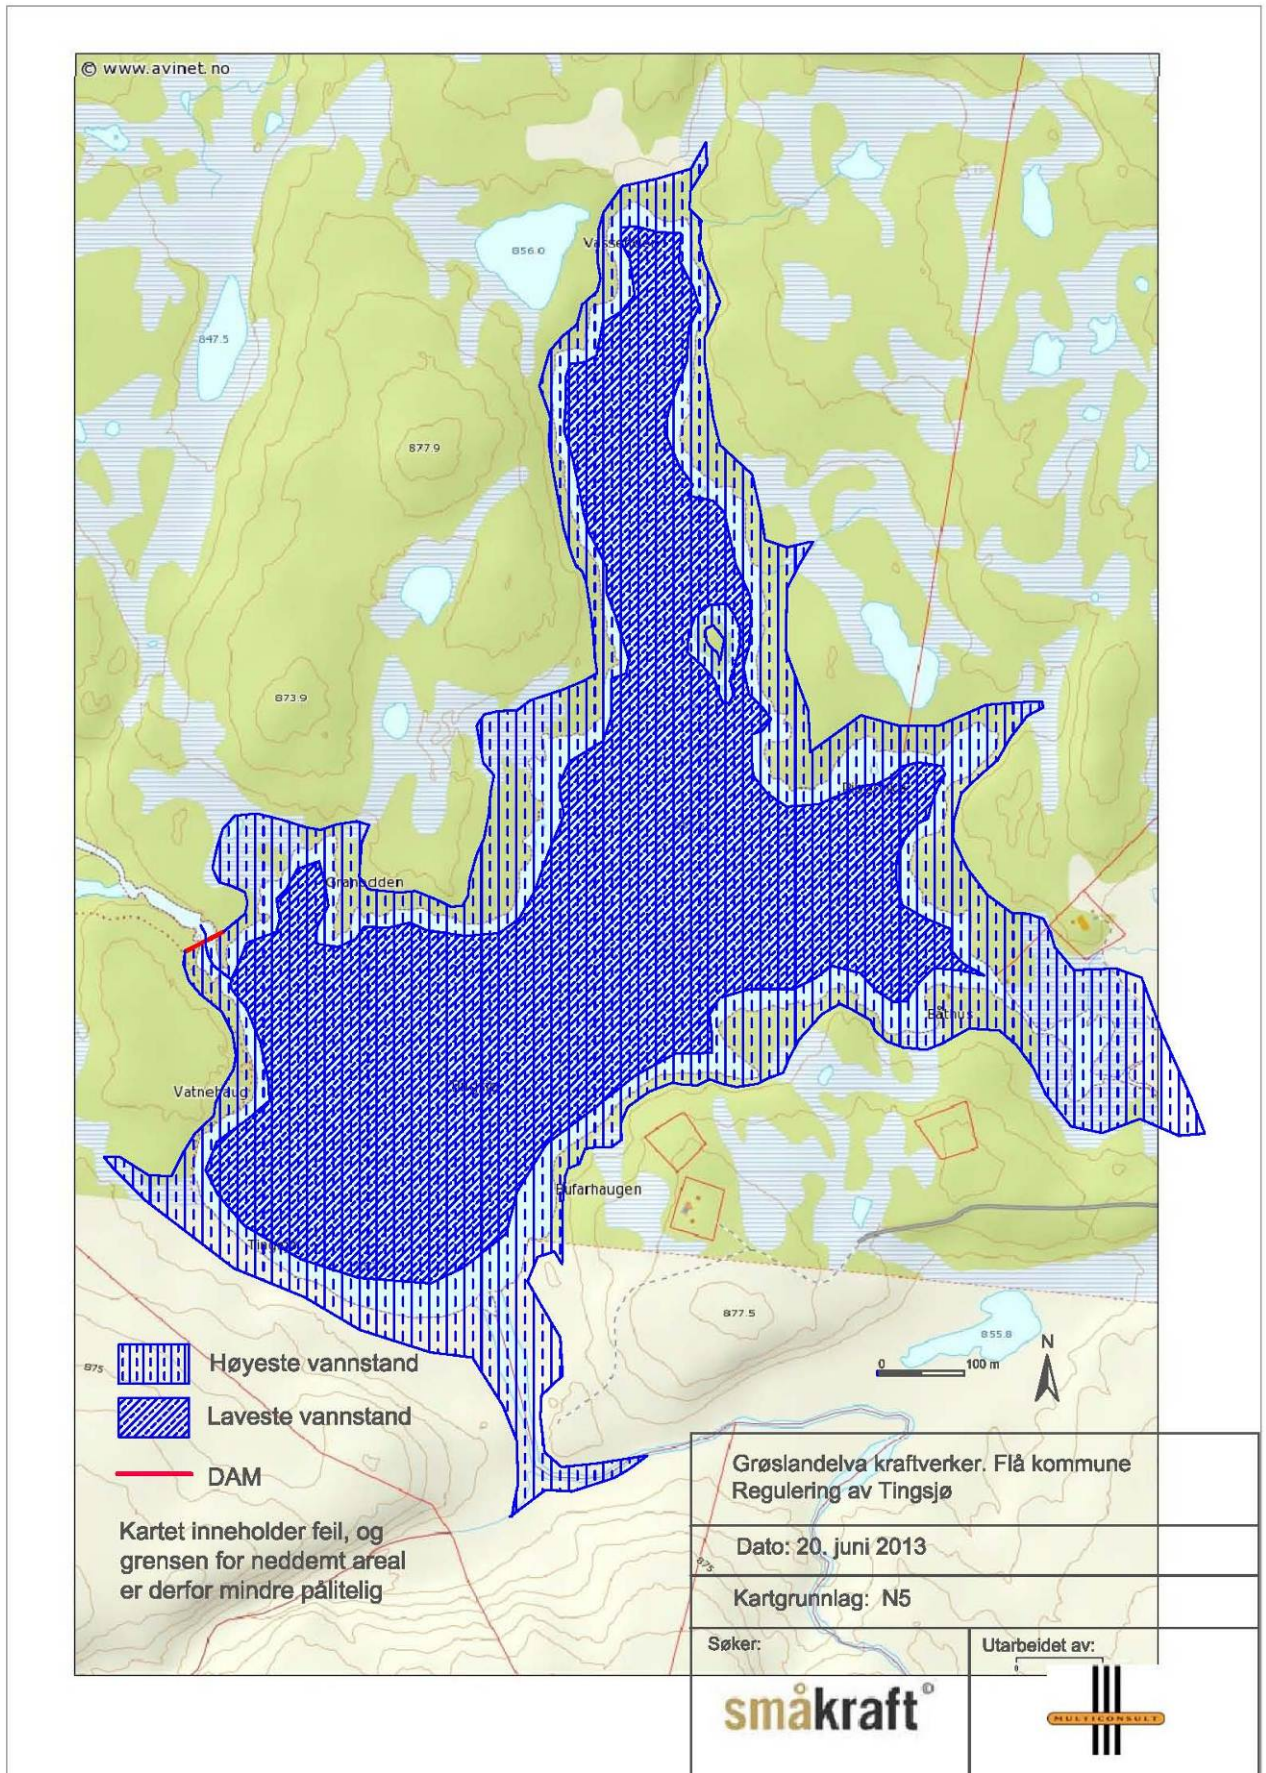 © www.avinet.no
856.0
847.5
877.9
873.9
Granodden
Båthus
Vatnehaug
Bufarhaugen
877.5
855.8
N
0 100 m
875
Høyeste vannstand
Laveste vannstand
DAM
Kartet inneholder feil, og
grensen for neddemt areal
er derfor mindre pålitelig
Grøslandelva kraftverker. Flå kommune
Regulering av Tingsjø
Dato: 20. juni 2013
875
Kartgrunnlag: N5
Søker:
Utarbeidet av:
0
småkraft©
MULTICONSULT